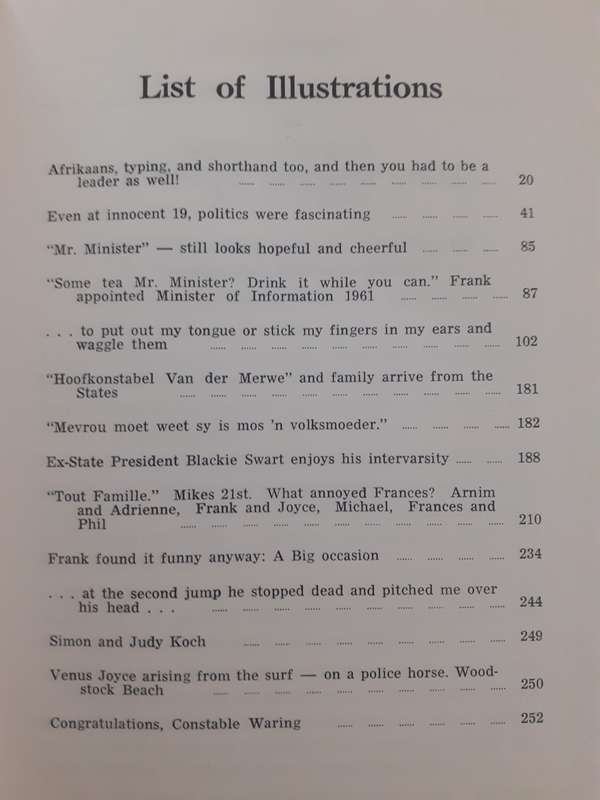 List of Illustrations
Afrikaans, typing, and shorthand too, and then you had to be a
leader as well! ...... ...... ...... ...... ...... ...... ...... ...... ...... 20
Even at innocent 19, politics were fascinating ...... ...... ...... ...... 41
“Mr. Minister” — still looks hopeful and cheerful ...... ...... ...... 85
“Some tea Mr. Minister? Drink it while you can.” Frank
appointed Minister of Information 1961 ...... ...... ...... ...... 87
. . . to put out my tongue or stick my fingers in my ears and
waggle them ...... ...... ...... ...... ...... ...... ...... ...... ...... ...... 102
“Hoofkonstabel Van der Merwe” and family arrive from the
States ...... ...... ...... ...... ...... ...... ...... ...... ...... ...... ...... 181
“Mevrou moet weet sy is mos 'n volksmoeder.” ...... ...... ...... ...... 182
Ex-State President Blackie Swart enjoys his intervarsity ...... ...... 188
“Tout Famille.” Mikes 21st. What annoyed Frances? Arnim
and Adrienne, Frank and Joyce, Michael, Frances and
Phil ...... ...... ...... ...... ...... ...... ...... ...... ...... ...... ...... 210
Frank found it funny anyway: A Big occasion ...... ...... ...... ...... 234
. . . at the second jump he stopped dead and pitched me over
his head . . . ...... ...... ...... ...... ...... ...... ...... ...... ...... ...... 244
Simon and Judy Koch ...... ...... ...... ...... ...... ...... ...... ...... ...... 249
Venus Joyce arising from the surf — on a police horse. Wood-
stock Beach ...... ...... ...... ...... ...... ...... ...... ...... ...... ...... 250
Congratulations, Constable Waring ...... ...... ...... ...... ...... ...... 252